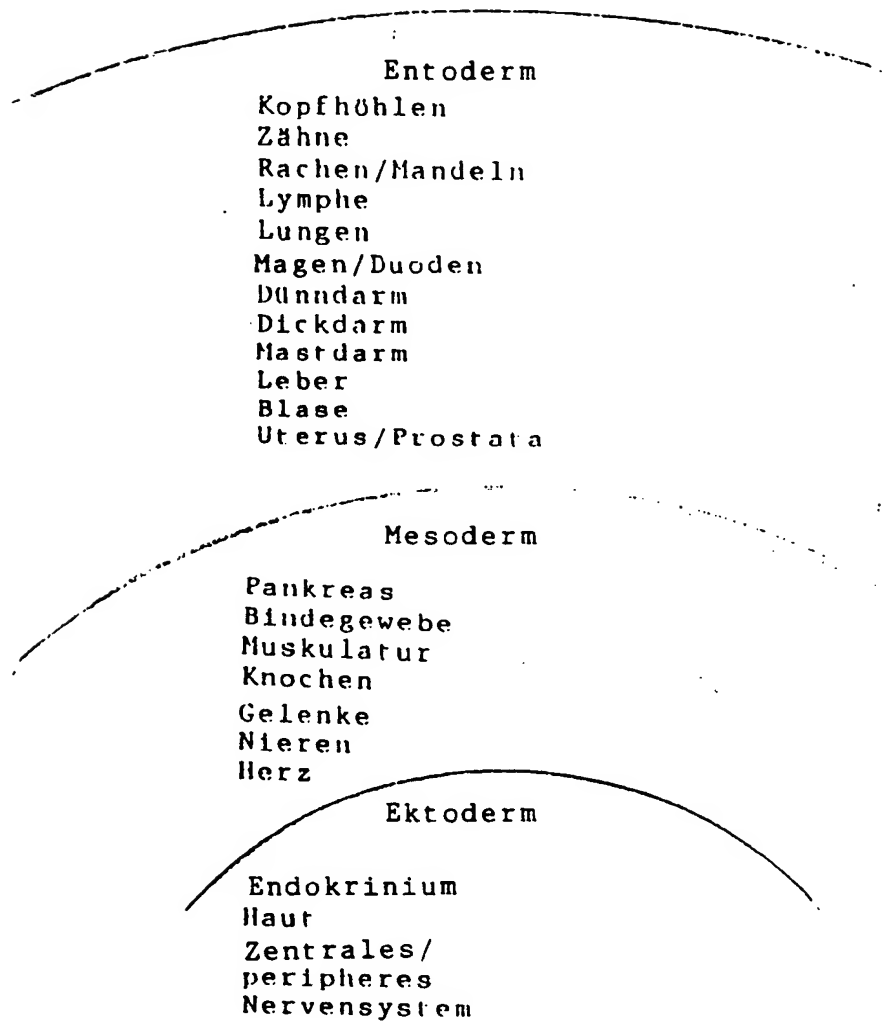 Entoderm
Kopfhöhlen
Zähne
Rachen/Mandeln
Lymphe
Lungen
Magen/Duoden
Dünndarm
Dickdarm
Mastdarm
Leber
Blase
Uterus/Prostata
Mesoderm
Pankreas
Bindegewebe
Muskulatur
Knochen
Gelenke
Nieren
Herz
Ektoderm
Endokrinium
Haut
Zentrales/
peripheres
Nervensystem